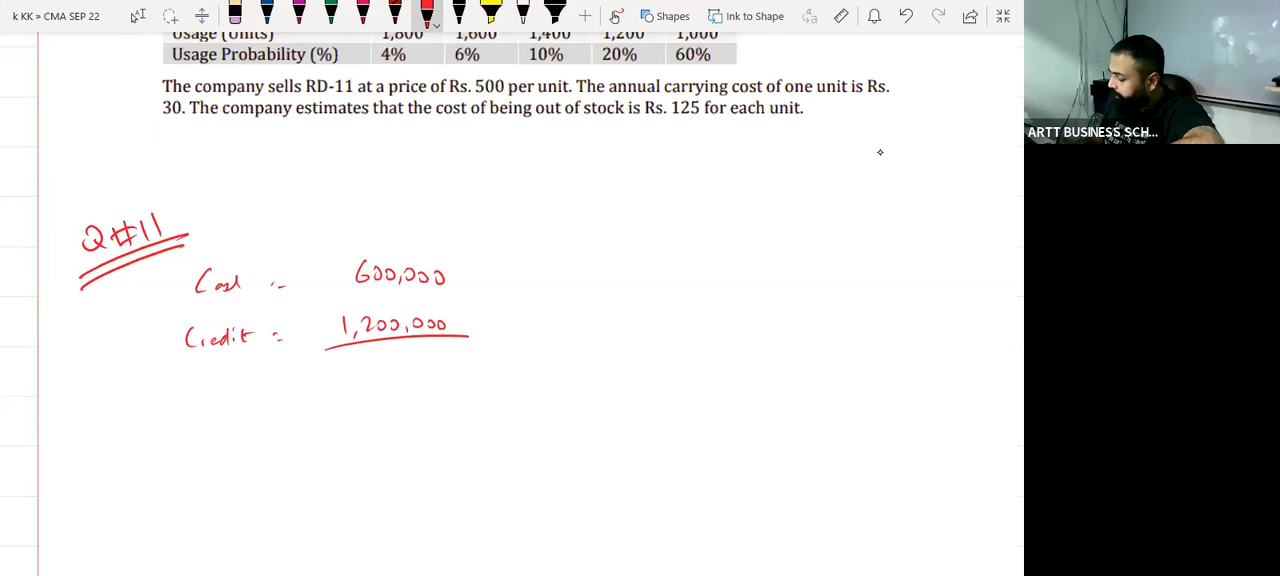 k KK » CMA SEP 22
Shapes
Ink to Shape
Usage (Units) 1,800 1,600 1,400 1,200 1,000
Usage Probability (%) 4% 6% 10% 20% 60%
The company sells RD-11 at a price of Rs. 500 per unit. The annual carrying cost of one unit is Rs.
30. The company estimates that the cost of being out of stock is Rs. 125 for each unit.
ARTT BUSINESS SCH...
Q#11
Cash :- 600,000
Credit :- 1,200,000